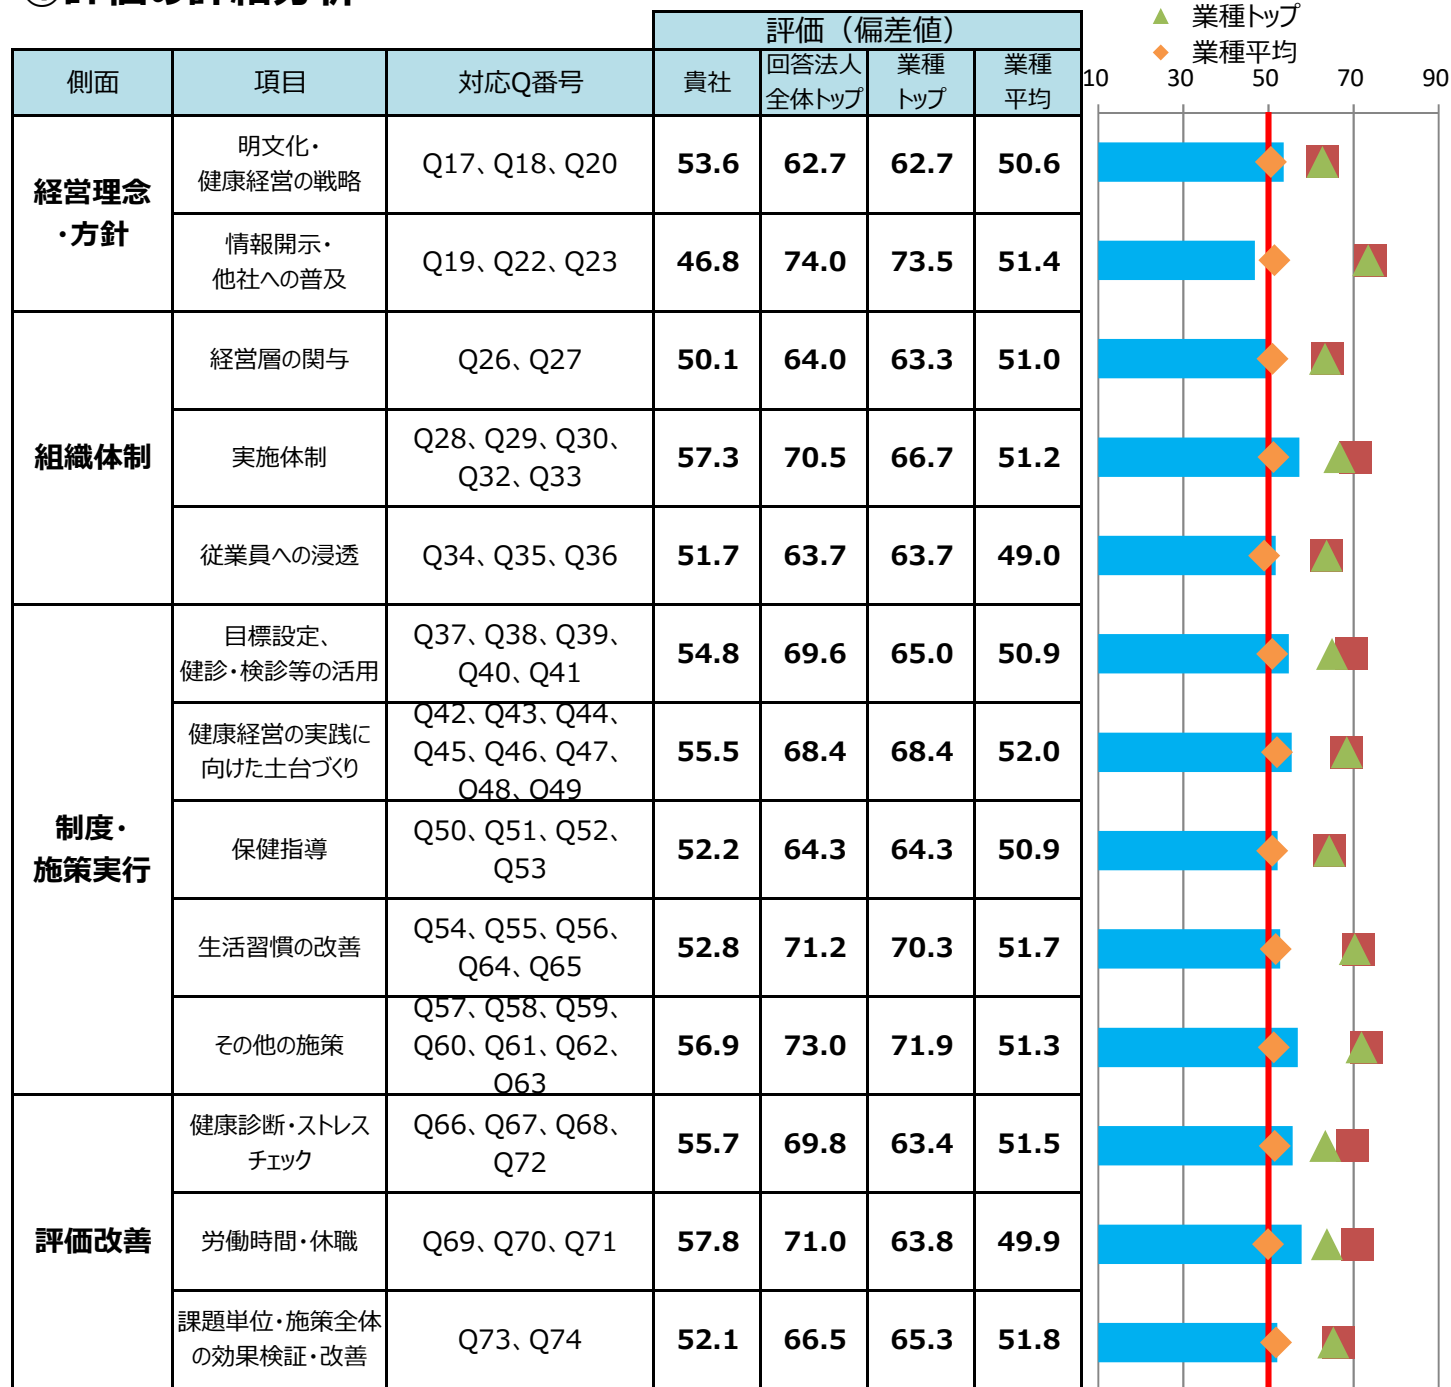 ③評価の詳細分析
▲ 業種トップ
◆ 業種平均
評価（偏差値）
側面 項目 対応Q番号 貴社 回答法人 業種 業種
全体トップ トップ 平均
10 30 50 70 90
経営理念
・方針
明文化・
健康経営の戦略
Q17、Q18、Q20 53.6 62.7 62.7 50.6
情報開示・
他社への普及
Q19、Q22、Q23 46.8 74.0 73.5 51.4
組織体制
経営層の関与 Q26、Q27 50.1 64.0 63.3 51.0
実施体制
Q28、Q29、Q30、
Q32、Q33
57.3 70.5 66.7 51.2
従業員への浸透 Q34、Q35、Q36 51.7 63.7 63.7 49.0
制度・
施策実行
目標設定、
健診・検診等の活用
Q37、Q38、Q39、
Q40、Q41
54.8 69.6 65.0 50.9
健康経営の実践に
向けた土台づくり
Q42、Q43、Q44、
Q45、Q46、Q47、
Q48、Q49
55.5 68.4 68.4 52.0
保健指導
Q50、Q51、Q52、
Q53
52.2 64.3 64.3 50.9
生活習慣の改善
Q54、Q55、Q56、
Q64、Q65
52.8 71.2 70.3 51.7
その他の施策
Q57、Q58、Q59、
Q60、Q61、Q62、
Q63
56.9 73.0 71.9 51.3
評価改善
健康診断・ストレス
チェック
Q66、Q67、Q68、
Q72
55.7 69.8 63.4 51.5
労働時間・休職 Q69、Q70、Q71 57.8 71.0 63.8 49.9
課題単位・施策全体
の効果検証・改善
Q73、Q74 52.1 66.5 65.3 51.8